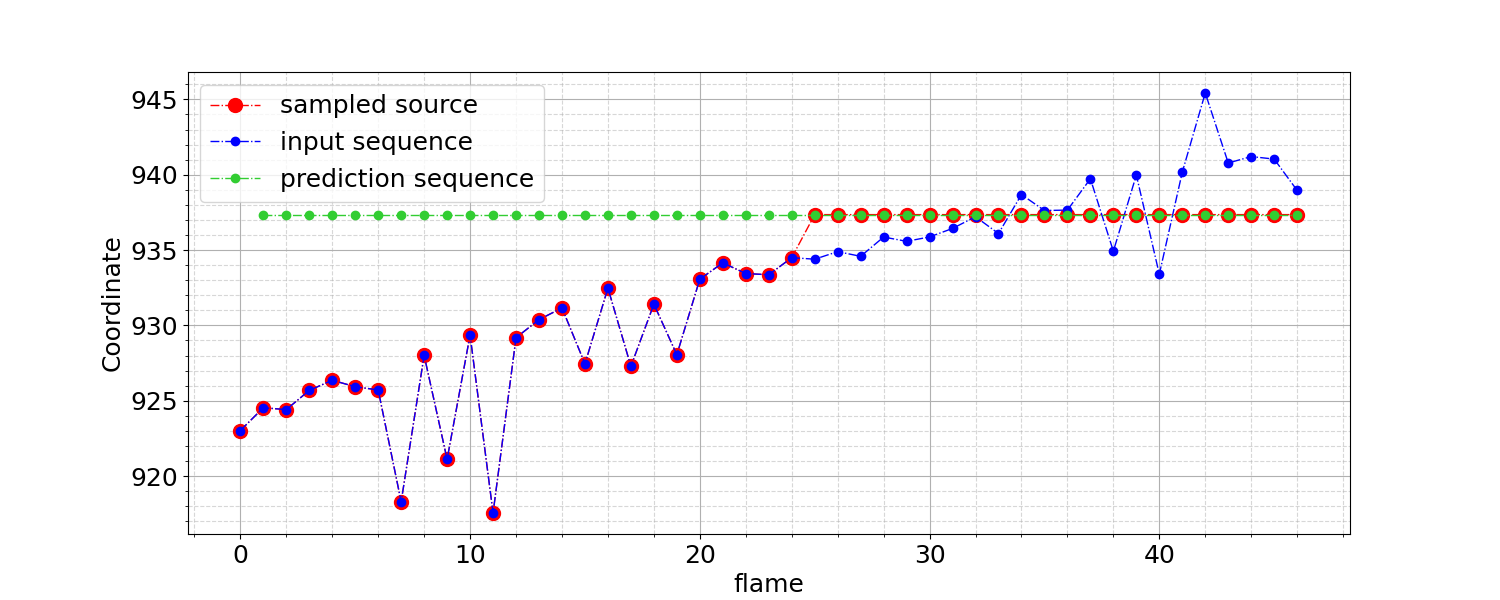 sampled source
input sequence
prediction sequence
945
940
935
930
925
920
Coordinate
0 10 20 30 40
flame